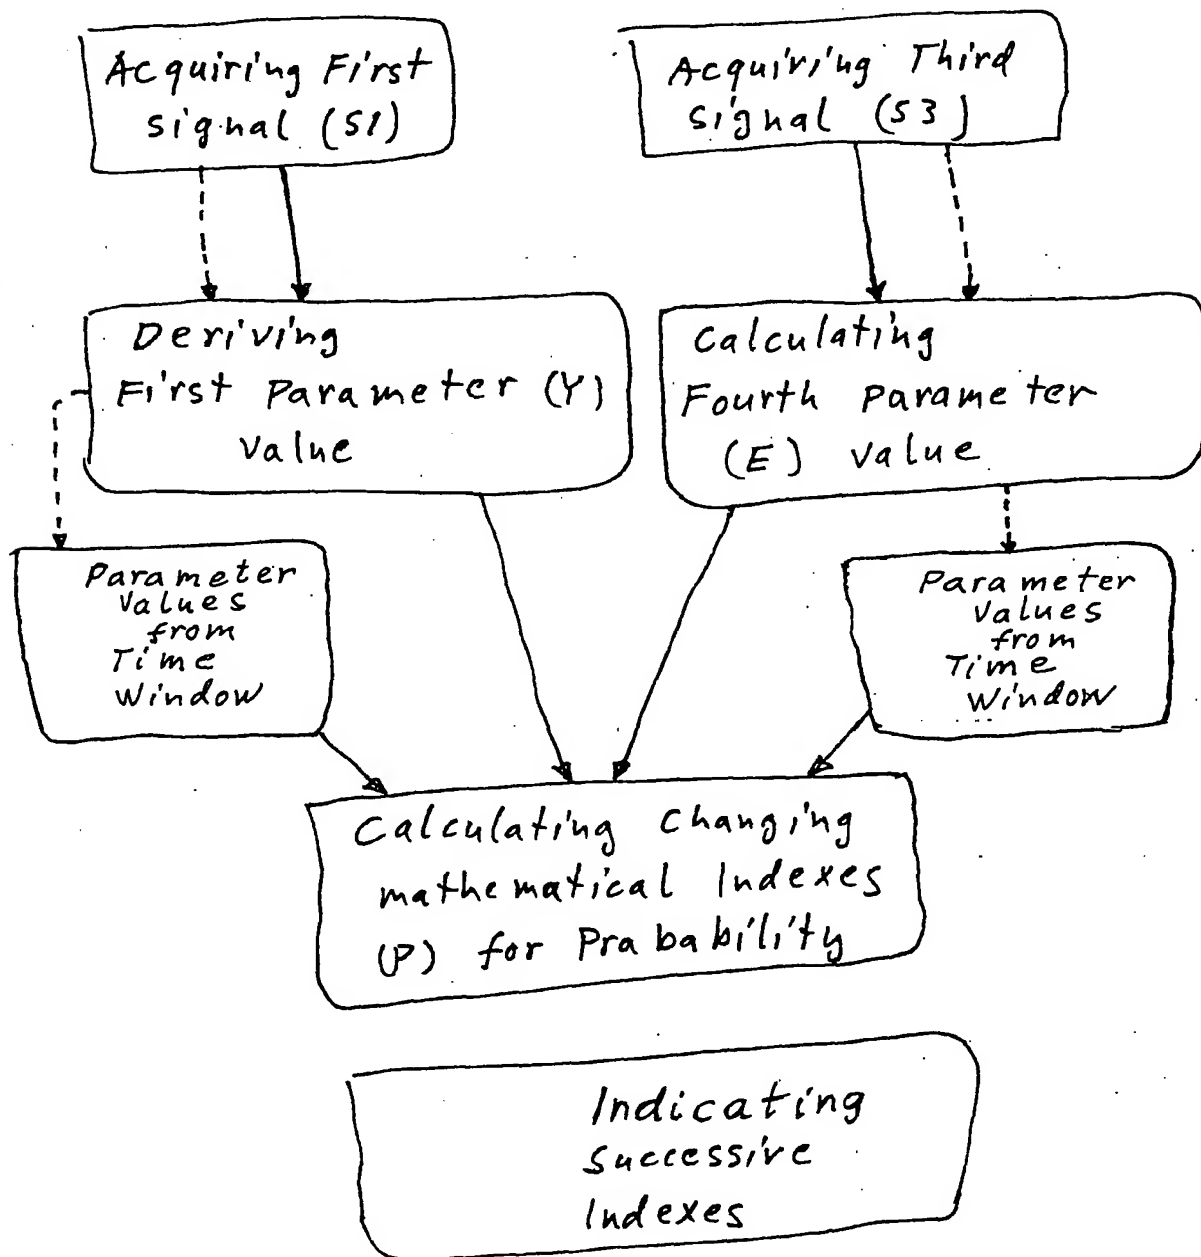 Acquiring First
signal (S1)
Acquiring Third
signal (S3)
Deriving
First Parameter (Y)
value
Calculating
Fourth Parameter
(E) value
Parameter
Values
from
Time
Window
Parameter
Values
from
Time
Window
Calculating Changing
mathematical Indexes
(P) for Prabability
Indicating
Successive
Indexes